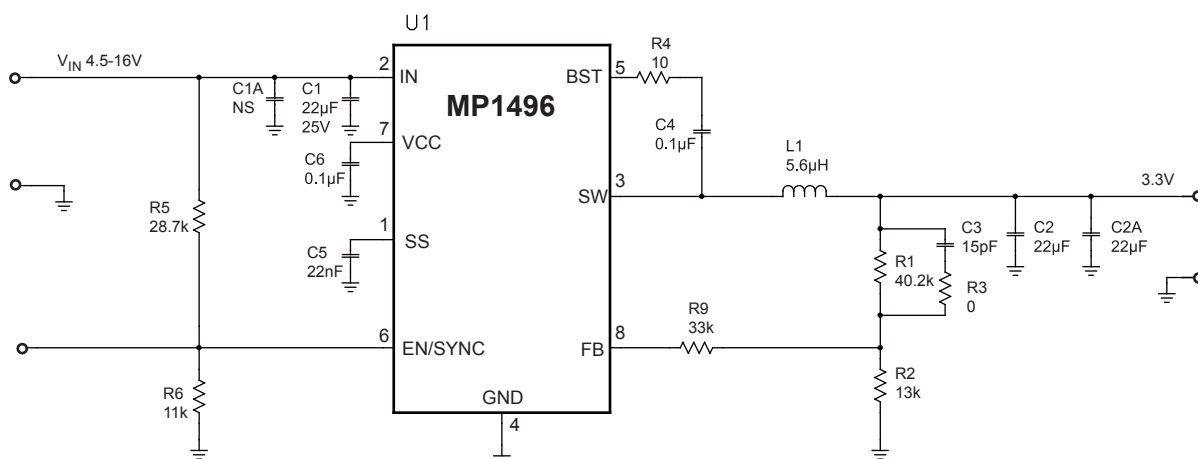 U1
V_IN 4.5-16V
2
IN
BST
5
R4
10
C1A
NS
C1
22µF
25V
MP1496
7
VCC
C6
0.1µF
C4
0.1µF
L1
5.6µH
SW
3
3.3V
R5
28.7k
1
SS
C5
22nF
R1
40.2k
C3
15pF
R3
0
C2
22µF
C2A
22µF
6
EN/SYNC
FB
8
R9
33k
R6
11k
GND
4
R2
13k